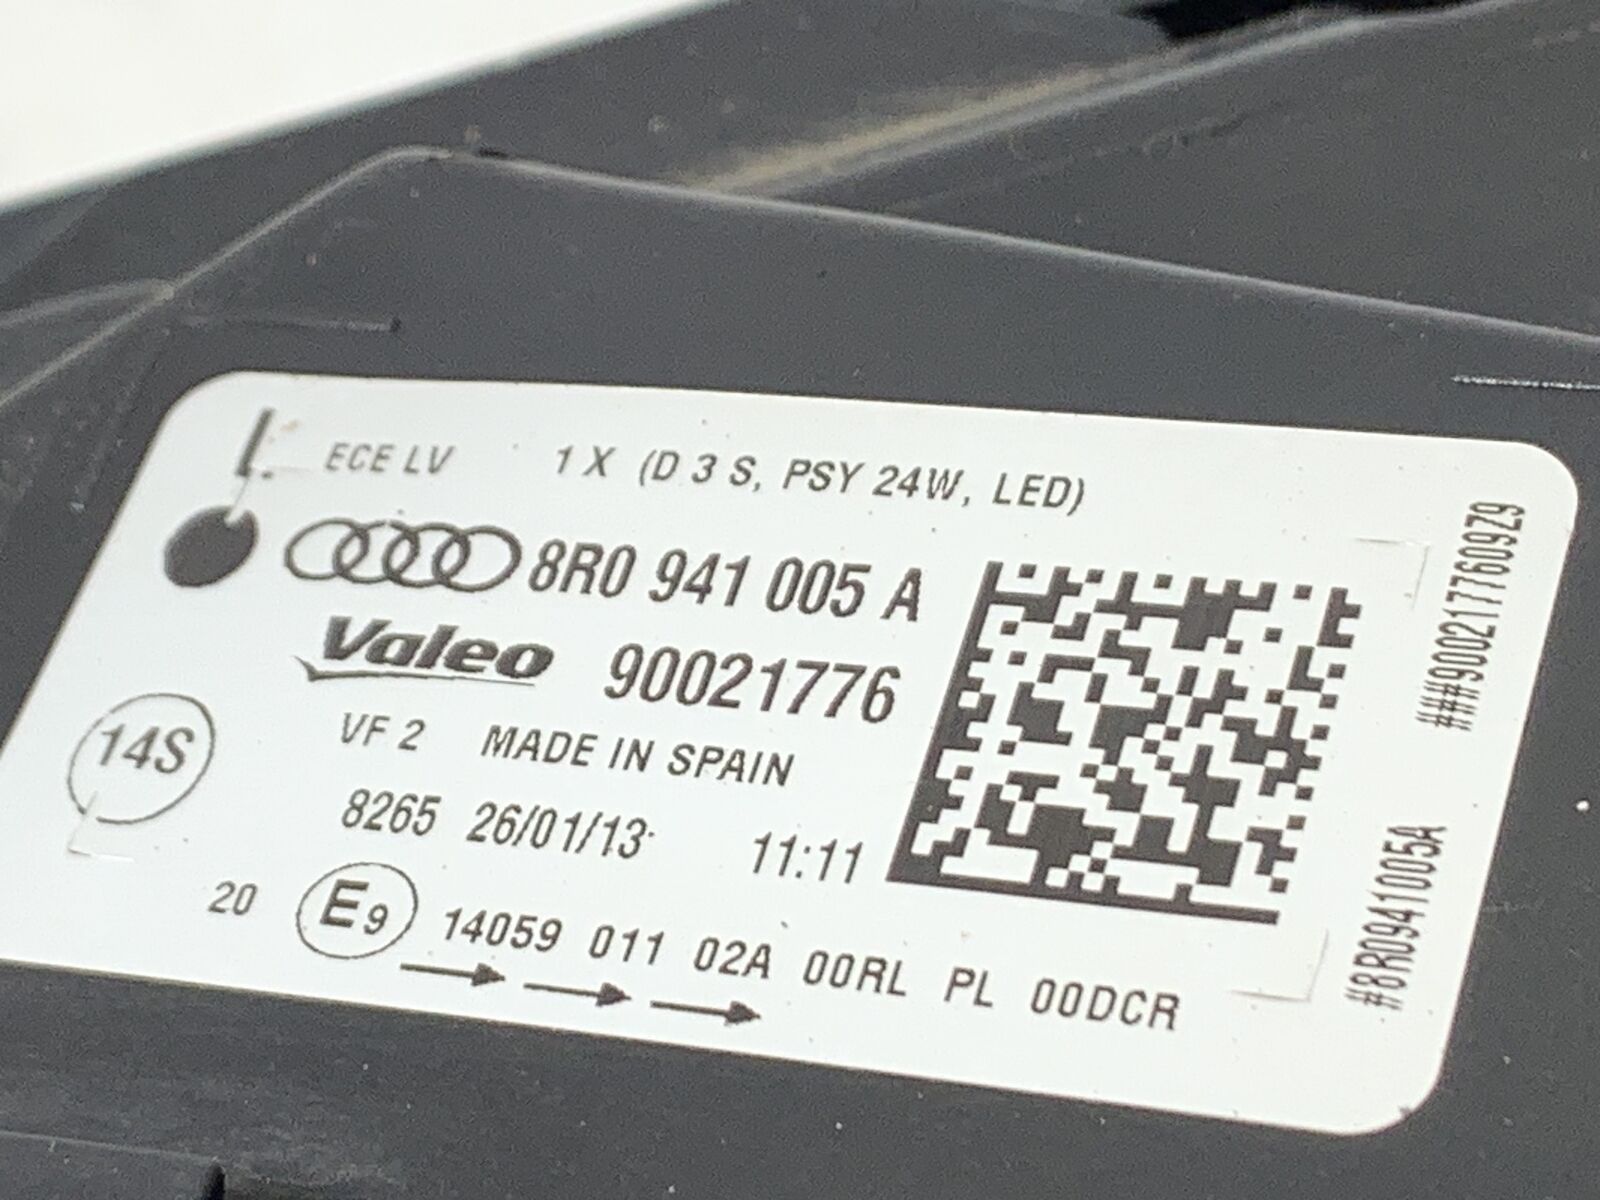 ECE LV 1 X (D 3 S, PSY 24W, LED)
8R0 941 005 A
Valeo 90021776
14S
VF 2 MADE IN SPAIN
8265 26/01/13 11:11
20 E9 14059 011 02A 00RL PL 00DCR
###9002177609Z9
#8R0941005A